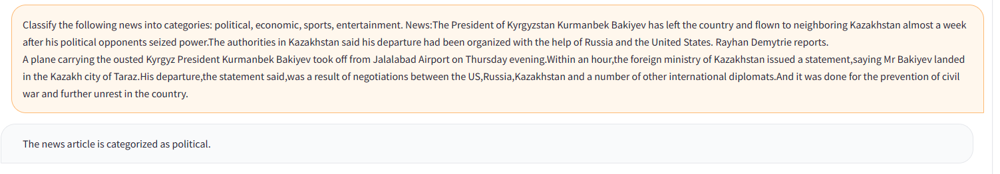 Classify the following news into categories: political, economic, sports, entertainment. News:The President of Kyrgyzstan Kurmanbek Bakiyev has left the country and flown to neighboring Kazakhstan almost a week
after his political opponents seized power.The authorities in Kazakhstan said his departure had been organized with the help of Russia and the United States. Rayhan Demytrie reports.
A plane carrying the ousted Kyrgyz President Kurmanbek Bakiyev took off from Jalalabad Airport on Thursday evening.Within an hour,the foreign ministry of Kazakhstan issued a statement,saying Mr Bakiyev landed
in the Kazakh city of Taraz.His departure,the statement said,was a result of negotiations between the US,Russia,Kazakhstan and a number of other international diplomats.And it was done for the prevention of civil
war and further unrest in the country.
The news article is categorized as political.